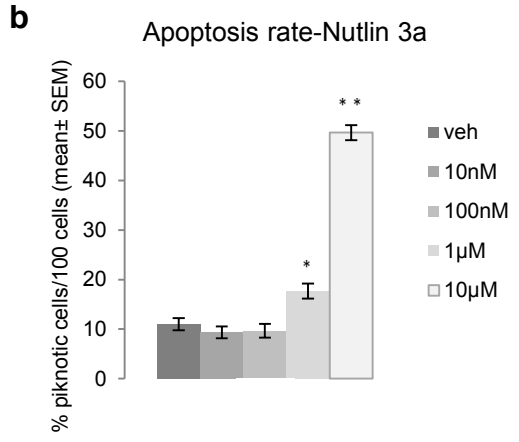 b
Apoptosis rate-Nutlin 3a
% piknotic cells/100 cells (mean± SEM)
60
50
40
30
20
10
0
*
**
veh
10nM
100nM
1µM
10µM